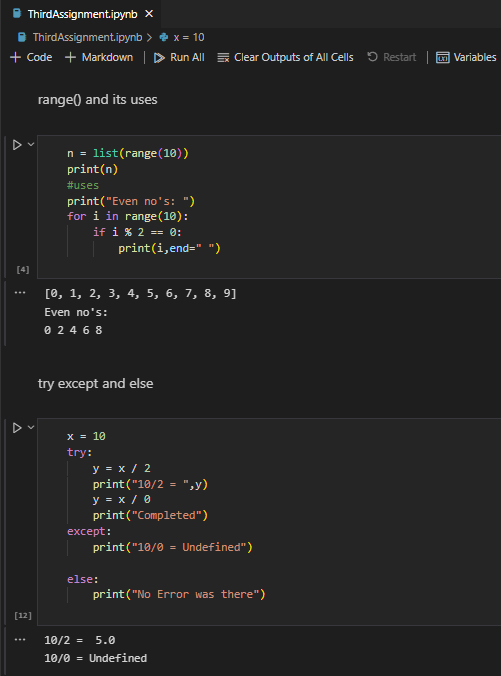 ThirdAssignment.ipynb
ThirdAssignment.ipynb > x = 10
+ Code + Markdown Run All Clear Outputs of All Cells Restart Variables
range() and its uses
n = list(range(10))
print(n)
#uses
print("Even no's: ")
for i in range(10):
    if i % 2 == 0:
        print(i,end=" ")
[4]
... [0, 1, 2, 3, 4, 5, 6, 7, 8, 9]
Even no's:
0 2 4 6 8
try except and else
x = 10
try:
    y = x / 2
    print("10/2 = ",y)
    y = x / 0
    print("Completed")
except:
    print("10/0 = Undefined")
else:
    print("No Error was there")
[12]
... 10/2 =  5.0
10/0 = Undefined